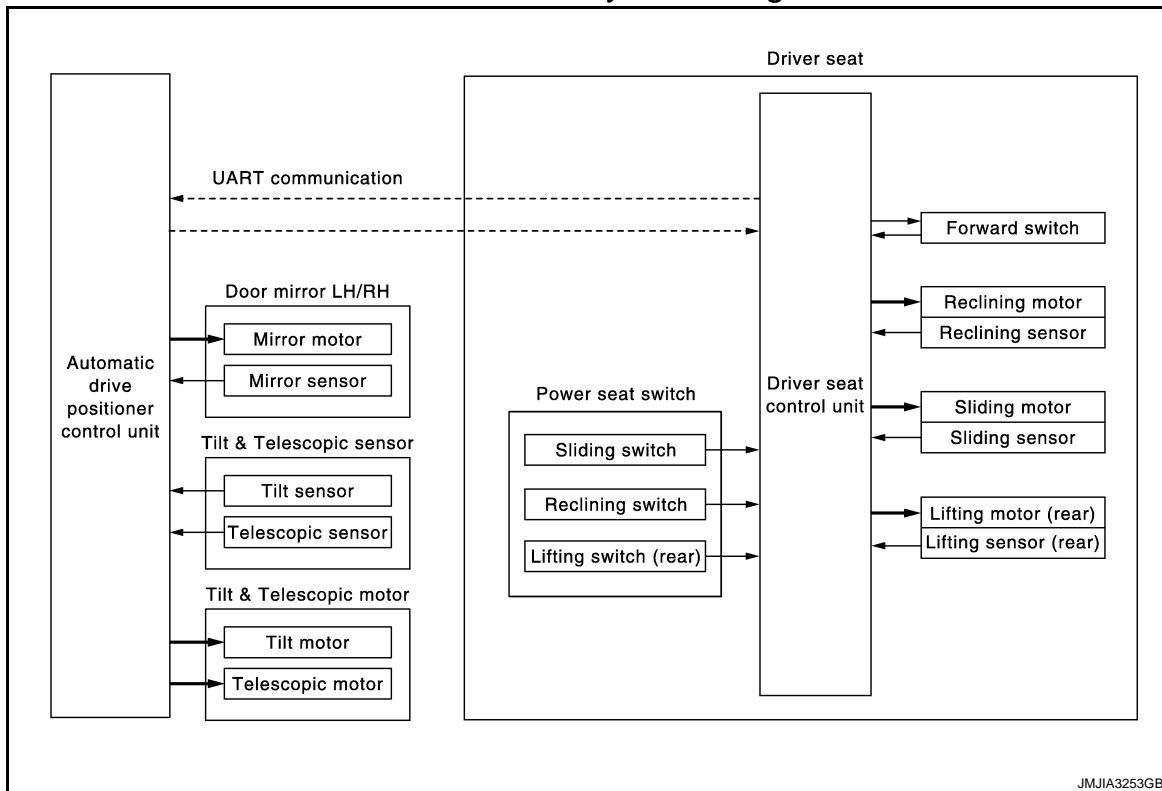 Driver seat
UART communication
Forward switch
Door mirror LH/RH
Mirror motor
Mirror sensor
Reclining motor
Reclining sensor
Automatic
drive
positioner
control unit
Driver seat
control unit
Power seat switch
Sliding motor
Sliding sensor
Tilt & Telescopic sensor
Tilt sensor
Telescopic sensor
Sliding switch
Reclining switch
Lifting switch (rear)
Lifting motor (rear)
Lifting sensor (rear)
Tilt & Telescopic motor
Tilt motor
Telescopic motor
JMJIA3253GB